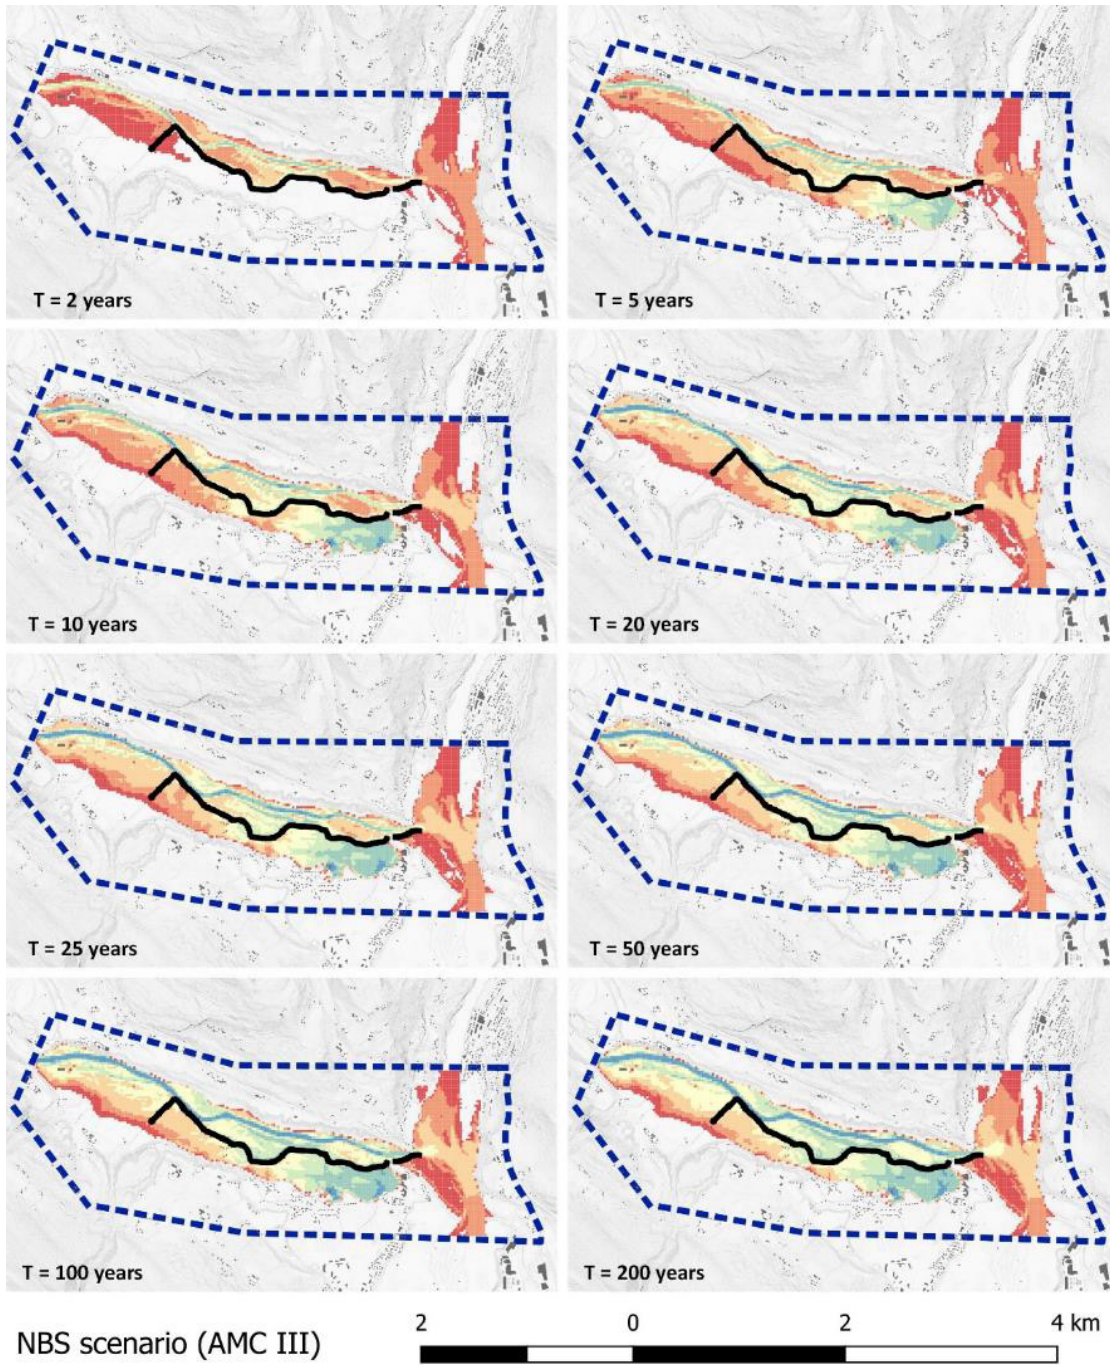 T = 2 years
T = 5 years
T = 10 years
T = 20 years
T = 25 years
T = 50 years
T = 100 years
T = 200 years
2 0 2 4 km
NBS scenario (AMC III)